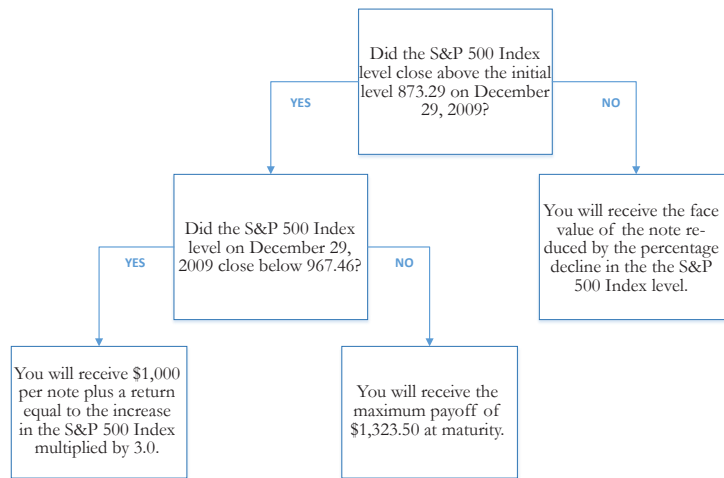 Did the S&P 500 Index
level close above the initial
level 873.29 on December
29, 2009?
YES
NO
Did the S&P 500 Index
level on December 29,
2009 close below 967.46?
You will receive the face
value of the note re-
duced by the percentage
decline in the the S&P
500 Index level.
YES
NO
You will receive $1,000
per note plus a return
equal to the increase
in the S&P 500 Index
multiplied by 3.0.
You will receive the
maximum payoff of
$1,323.50 at maturity.